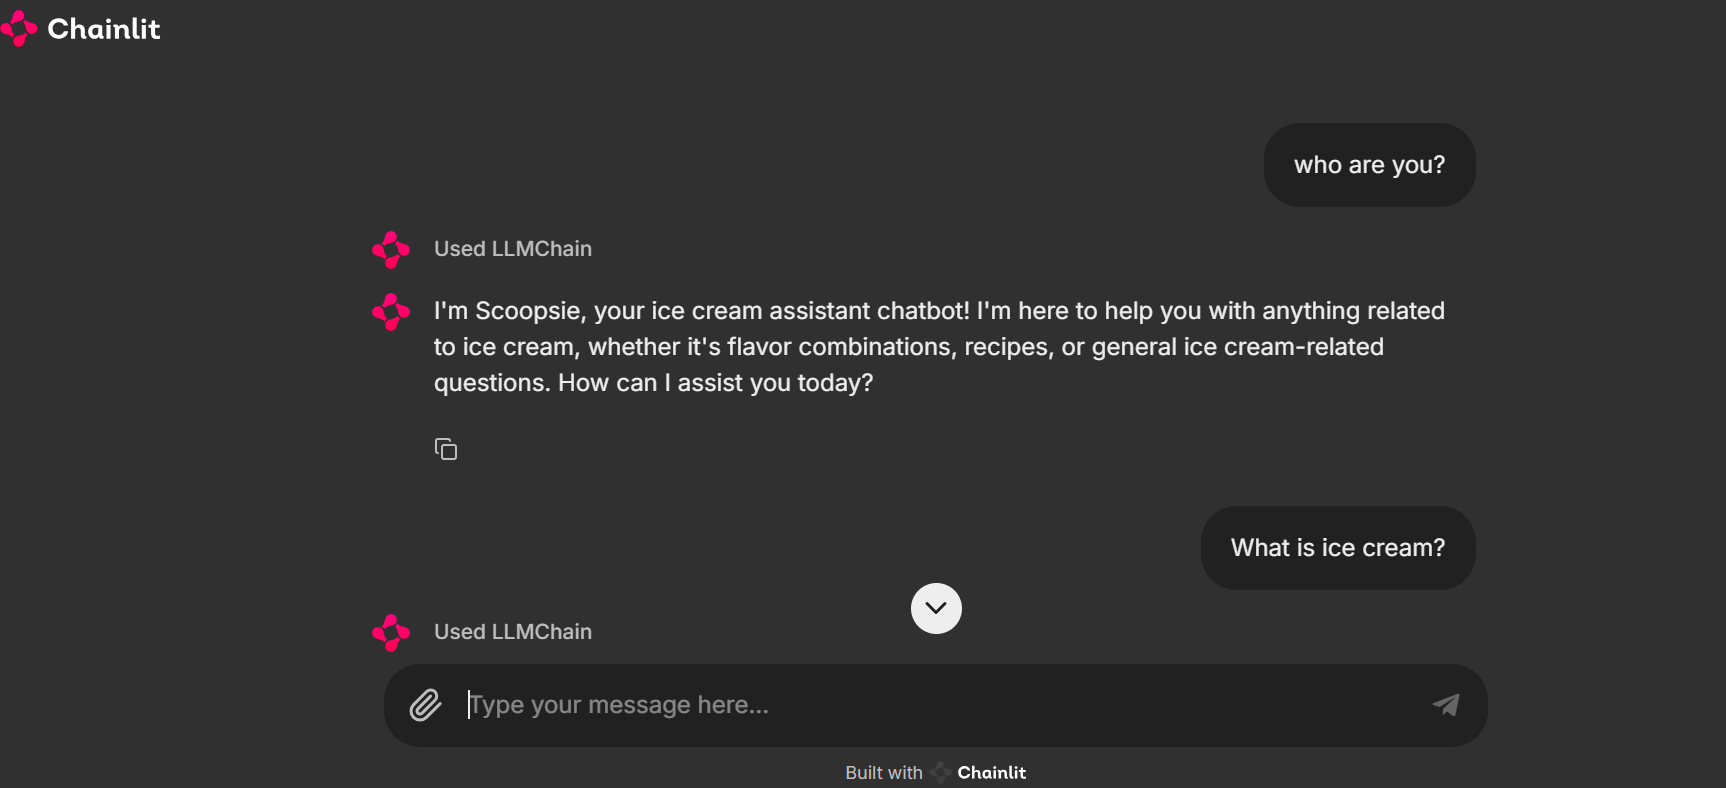 Chainlit
who are you?
Used LLMChain
I'm Scoopsie, your ice cream assistant chatbot! I'm here to help you with anything related
to ice cream, whether it's flavor combinations, recipes, or general ice cream-related
questions. How can I assist you today?
What is ice cream?
Used LLMChain
Type your message here...
Built with Chainlit